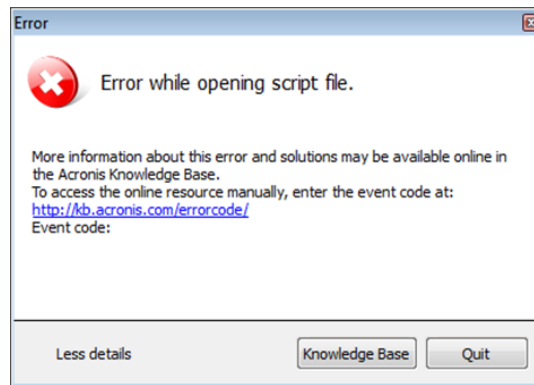 Error
Error while opening script file.
More information about this error and solutions may be available online in
the Acronis Knowledge Base.
To access the online resource manually, enter the event code at:
http://kb.acronis.com/errorcode/
Event code:
Less details
Knowledge Base
Quit